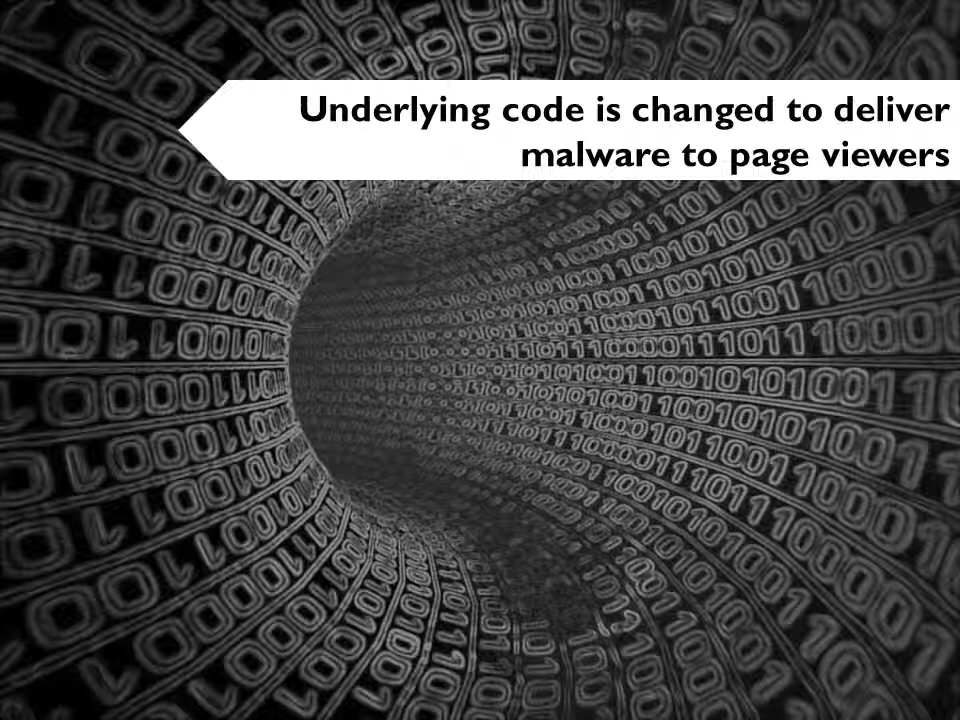 Underlying code is changed to deliver
malware to page viewers